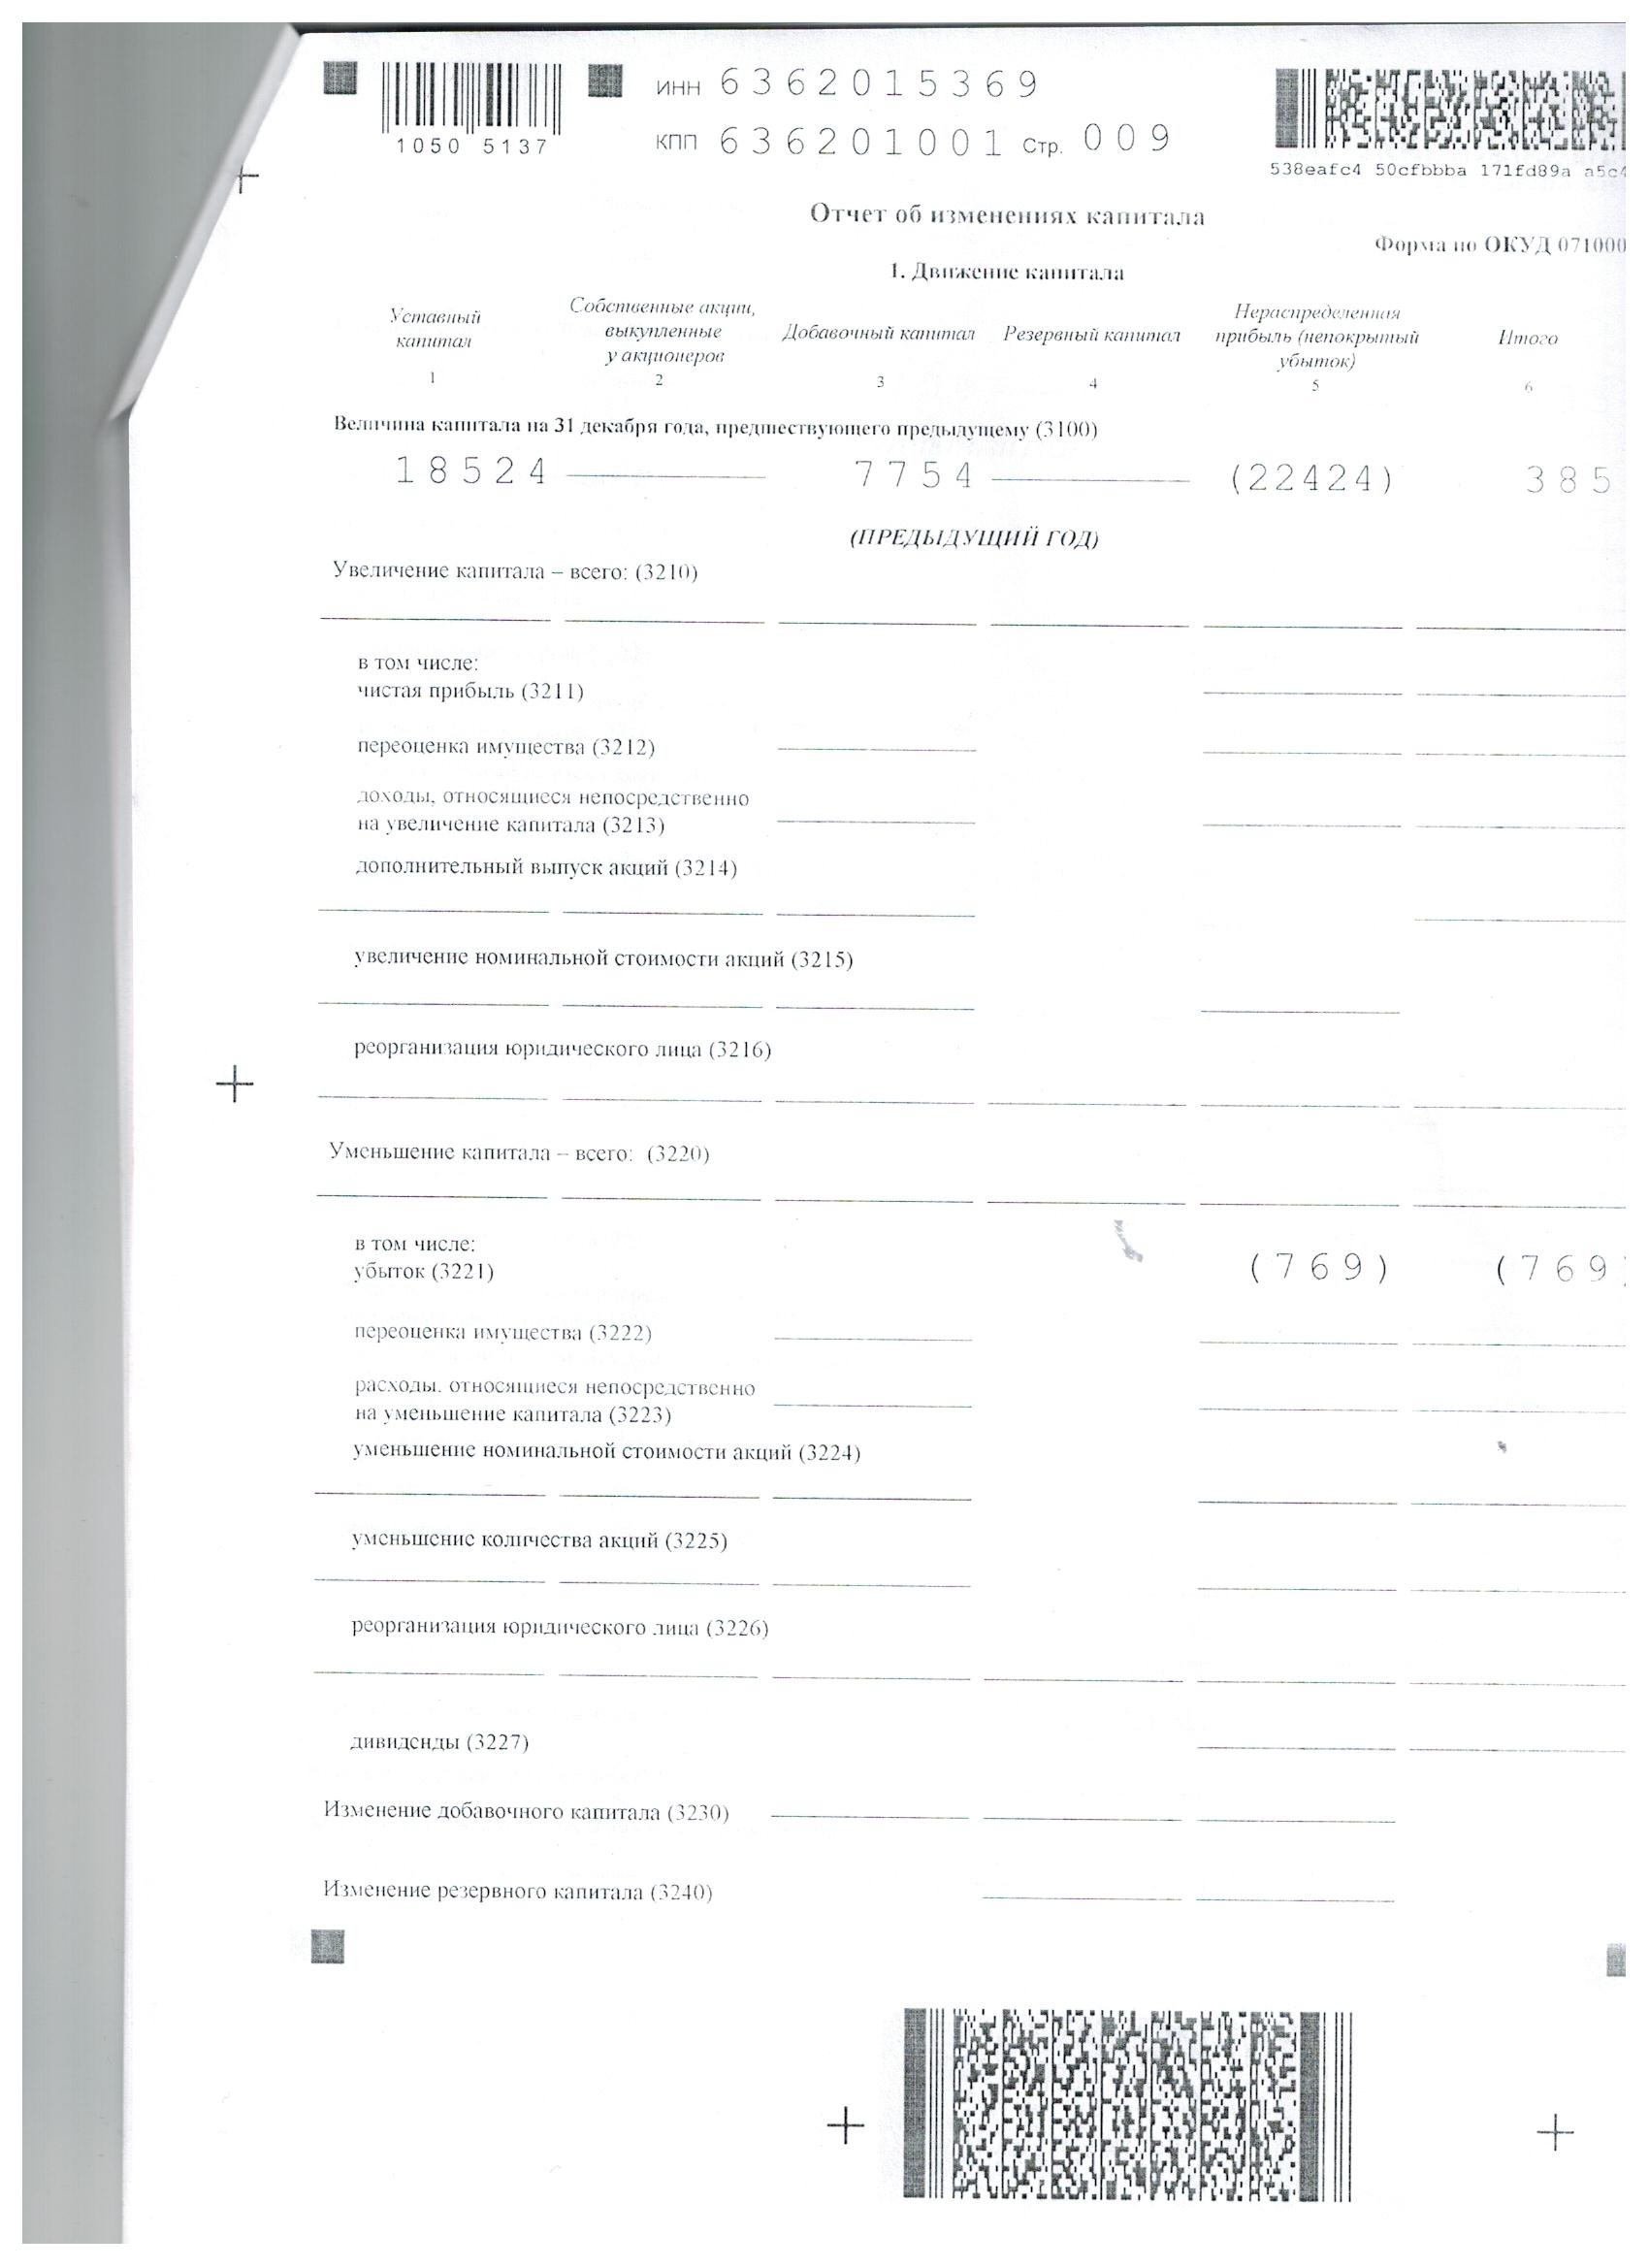 ИНН 6362015369
1050 5137
КПП 636201001 Стр. 009
538eafc4 50cfbbba 171fd89a a5c4
Отчет об изменениях капитала
Форма по ОКУД 071000
1. Движение капитала
Уставный капитал
Собственные акции, выкупленные у акционеров
Добавочный капитал
Резервный капитал
Нераспределенная прибыль (непокрытый убыток)
Итого
1 2 3 4 5 6
Величина капитала на 31 декабря года, предшествующего предыдущему (3100)
18524 7754 (22424) 385
(ПРЕДЫДУЩИЙ ГОД)
Увеличение капитала – всего: (3210)
в том числе:
чистая прибыль (3211)
переоценка имущества (3212)
доходы, относящиеся непосредственно
на увеличение капитала (3213)
дополнительный выпуск акций (3214)
увеличение номинальной стоимости акций (3215)
реорганизация юридического лица (3216)
Уменьшение капитала – всего: (3220)
в том числе:
убыток (3221) (769) (769)
переоценка имущества (3222)
расходы, относящиеся непосредственно
на уменьшение капитала (3223)
уменьшение номинальной стоимости акций (3224)
уменьшение количества акций (3225)
реорганизация юридического лица (3226)
дивиденды (3227)
Изменение добавочного капитала (3230)
Изменение резервного капитала (3240)